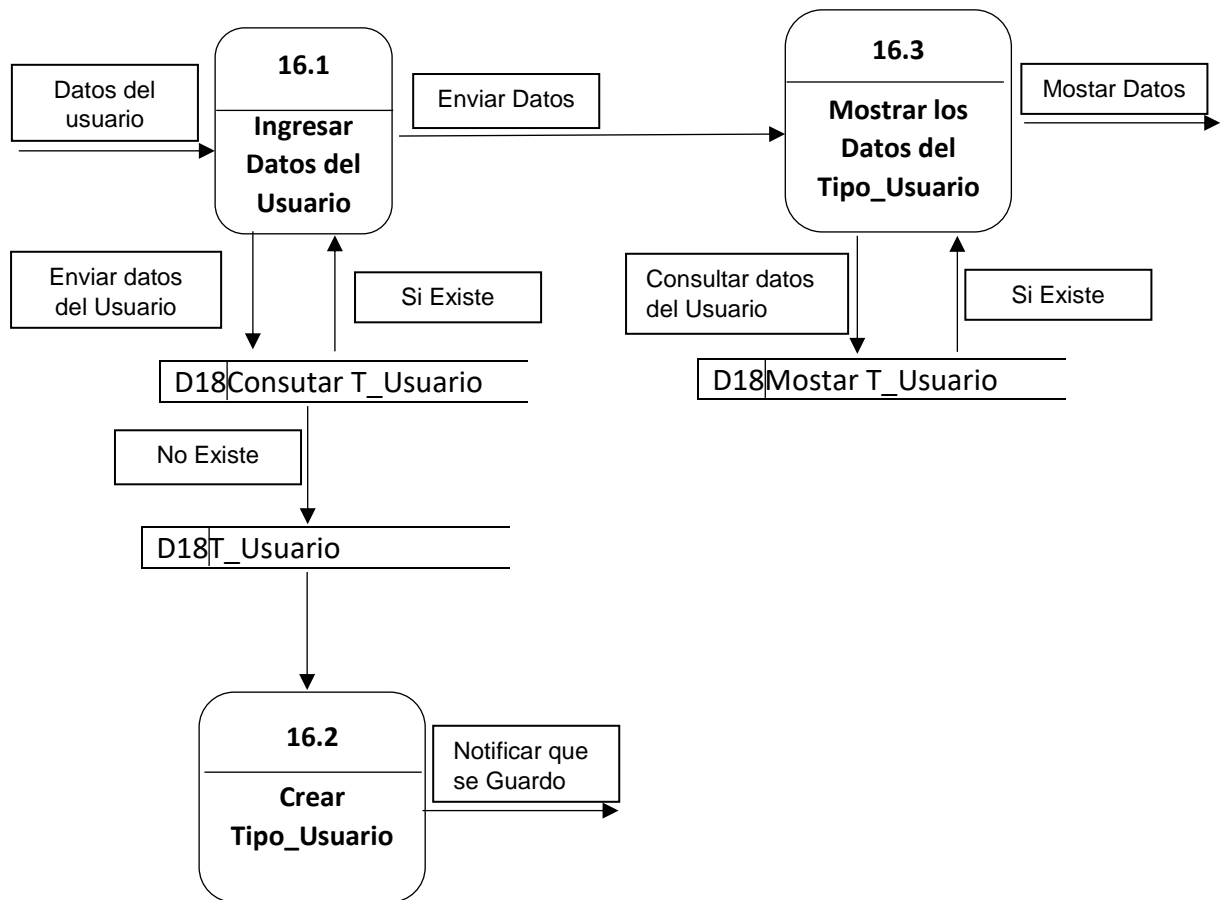 16.1
Ingresar
Datos del
Usuario
16.3
Mostrar los
Datos del
Tipo_Usuario
Datos del
usuario
Enviar Datos
Mostar Datos
Enviar datos
del Usuario
Si Existe
Consultar datos
del Usuario
Si Existe
D18 Consutar T_Usuario
D18 Mostar T_Usuario
No Existe
D18 T_Usuario
16.2
Crear
Tipo_Usuario
Notificar que
se Guardo